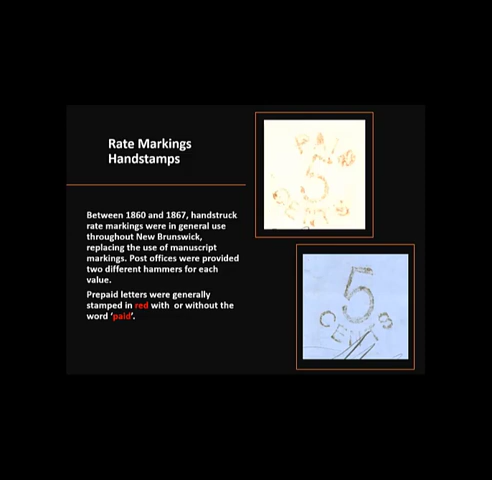 Rate Markings
Handstamps
Between 1860 and 1867, handstruck
rate markings were in general use
throughout New Brunswick,
replacing the use of manuscript
markings. Post offices were provided
two different hammers for each
value.
Prepaid letters were generally
stamped in red with or without the
word 'paid'.
PAID
5
CENTS
5
CENTS